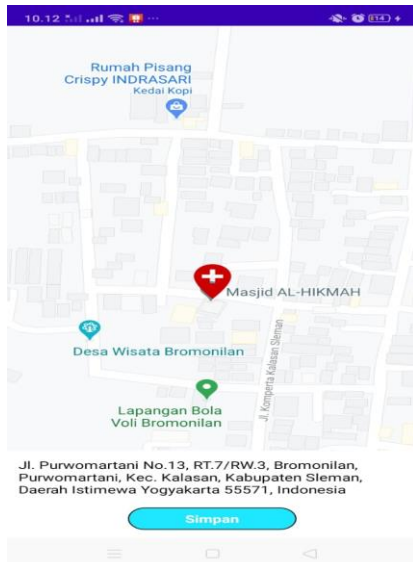 10.12
Rumah Pisang
Crispy INDRASARI
Kedai Kopi
Masjid AL-HIKMAH
Desa Wisata Bromonilan
Jl. Komperta Kalasan Sleman
Lapangan Bola
Voli Bromonilan
Jl. Purwomartani No.13, RT.7/RW.3, Bromonilan,
Purwomartani, Kec. Kalasan, Kabupaten Sleman,
Daerah Istimewa Yogyakarta 55571, Indonesia
Simpan